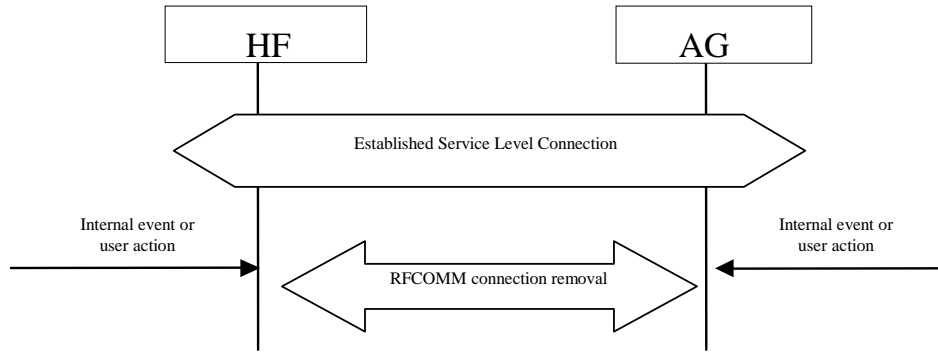 HF
AG
Established Service Level Connection
Internal event or
user action
Internal event or
user action
RFCOMM connection removal